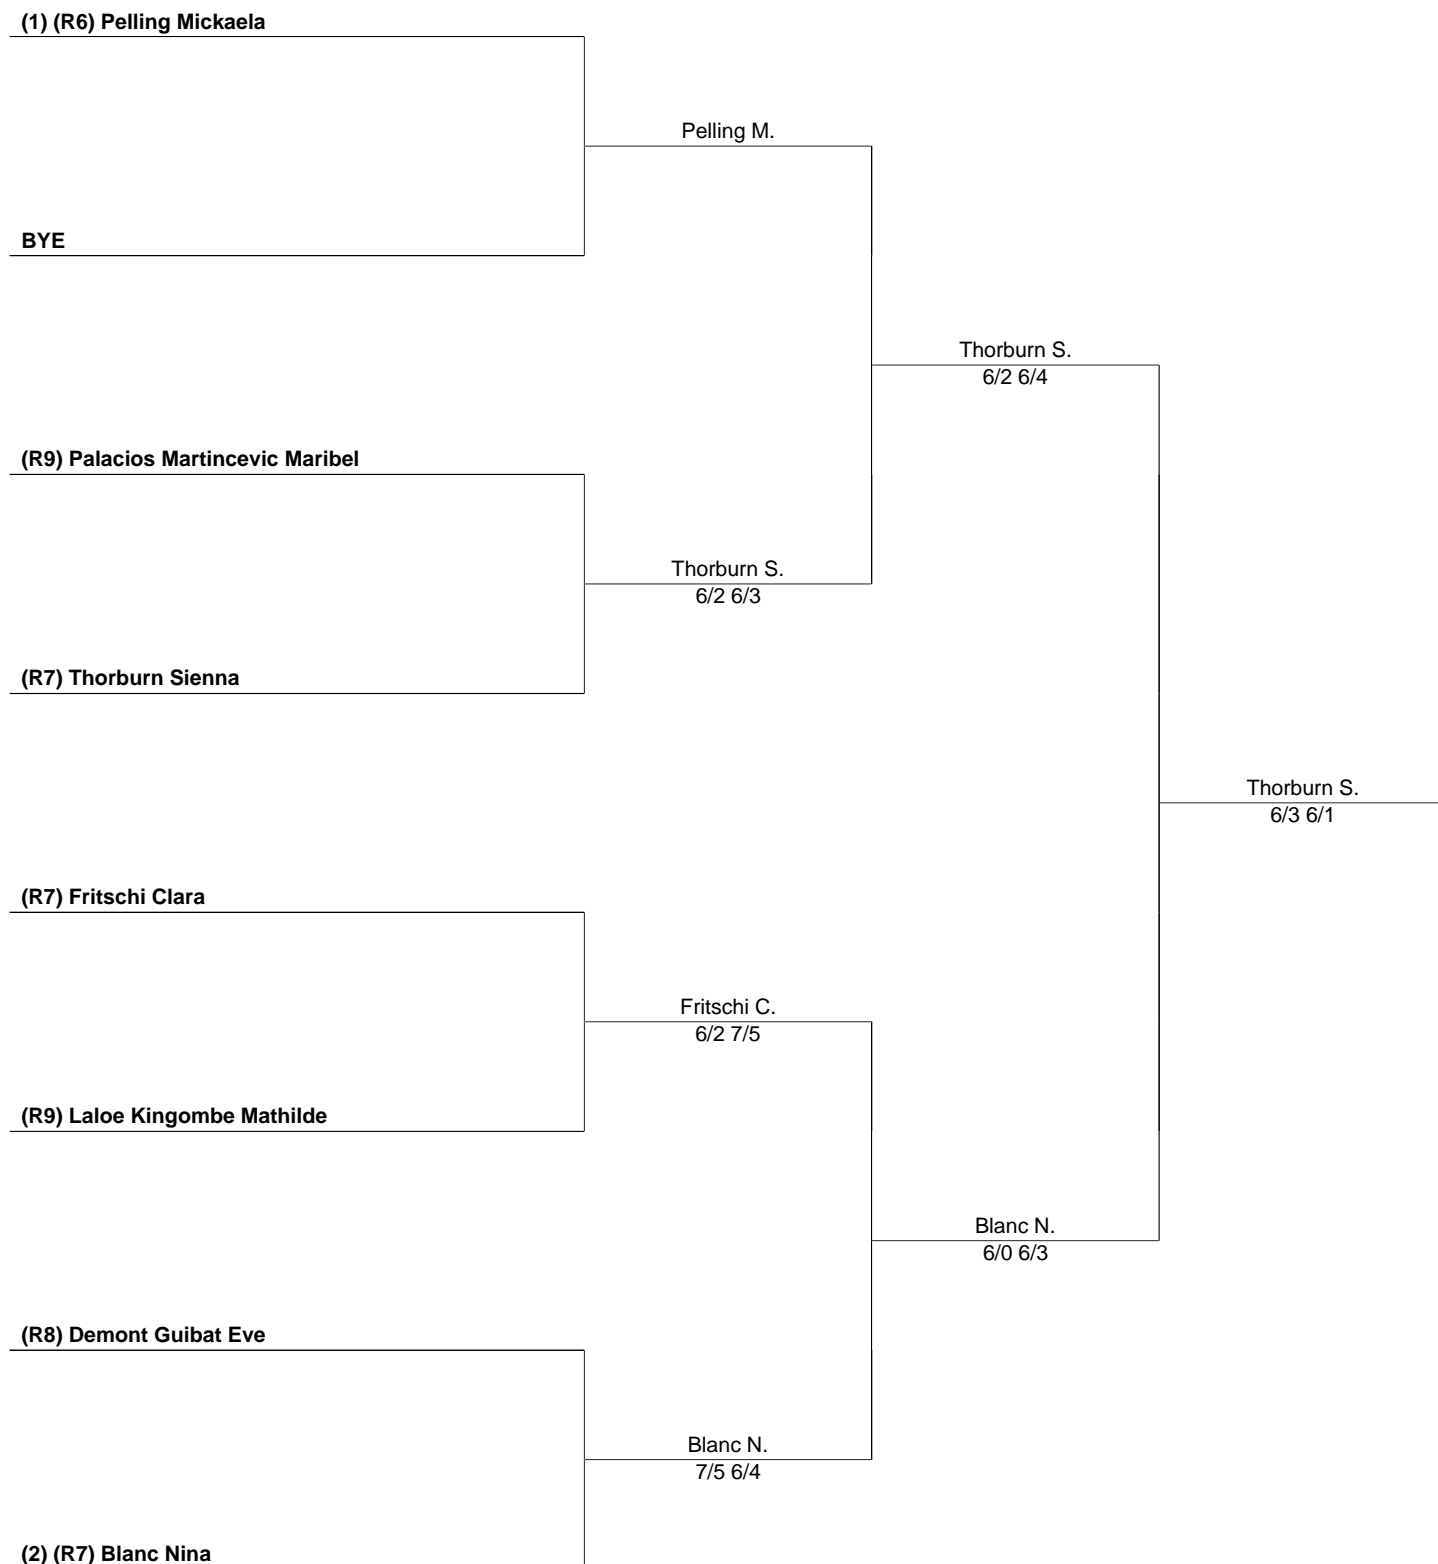 (1) (R6) Pelling Mickaela
Pelling M.
BYE
Thorburn S.
6/2 6/4
(R9) Palacios Martincevic Maribel
Thorburn S.
6/2 6/3
(R7) Thorburn Sienna
Thorburn S.
6/3 6/1
(R7) Fritschi Clara
Fritschi C.
6/2 7/5
(R9) Laloe Kingombe Mathilde
Blanc N.
6/0 6/3
(R8) Demont Guibat Eve
Blanc N.
7/5 6/4
(2) (R7) Blanc Nina